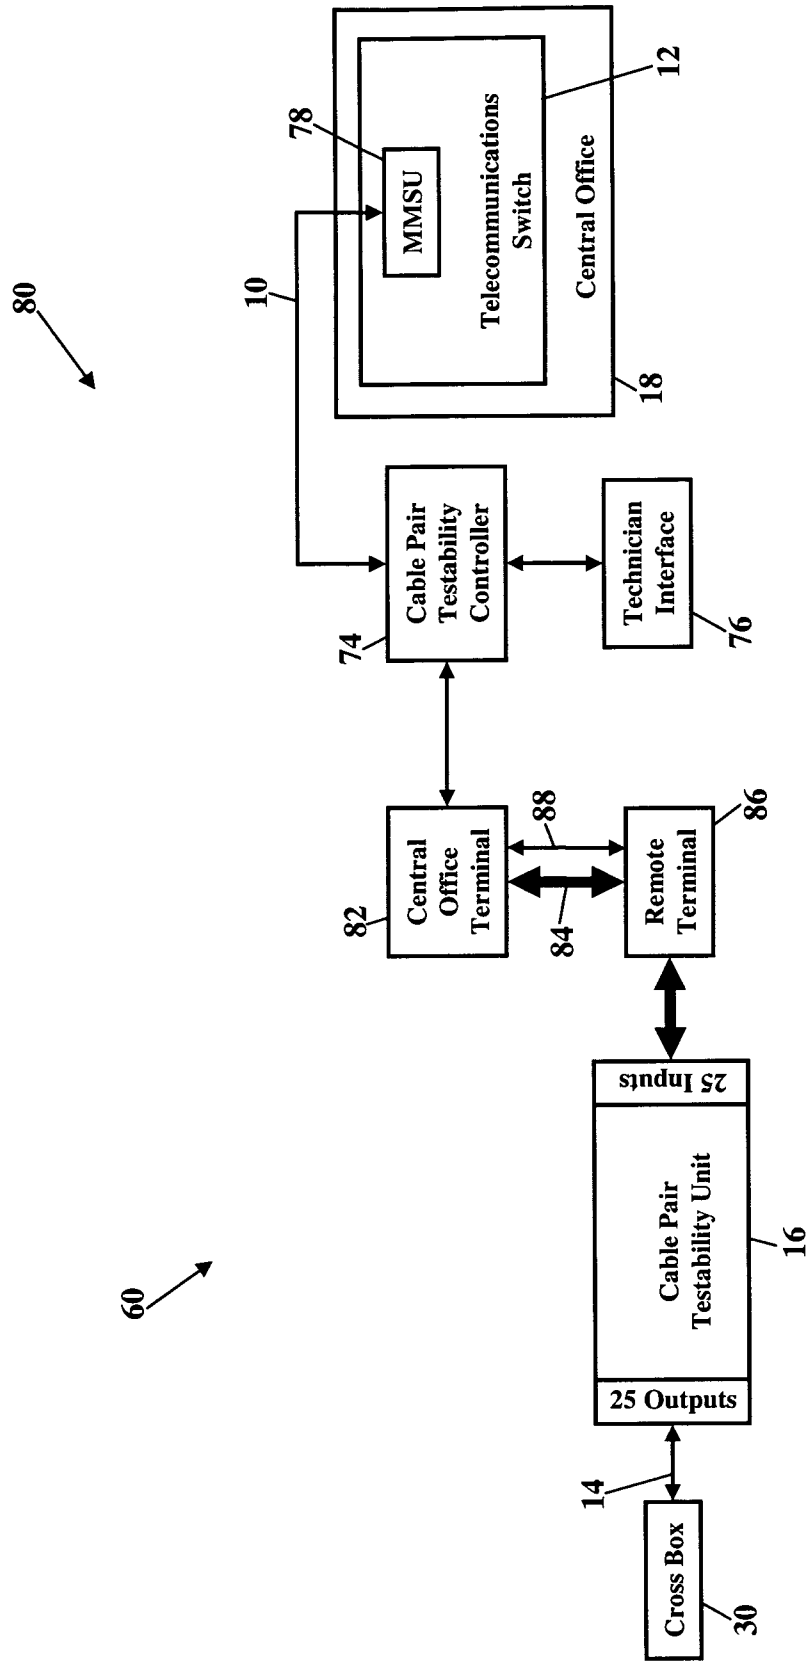 80
60
10
78
MMSU
Telecommunications
Switch
12
Central Office
18
74
Cable Pair
Testability
Controller
Technician
Interface
76
82
Central
Office
Terminal
84
88
Remote
Terminal
86
25 Inputs
Cable Pair
Testability Unit
16
25 Outputs
14
Cross Box
30